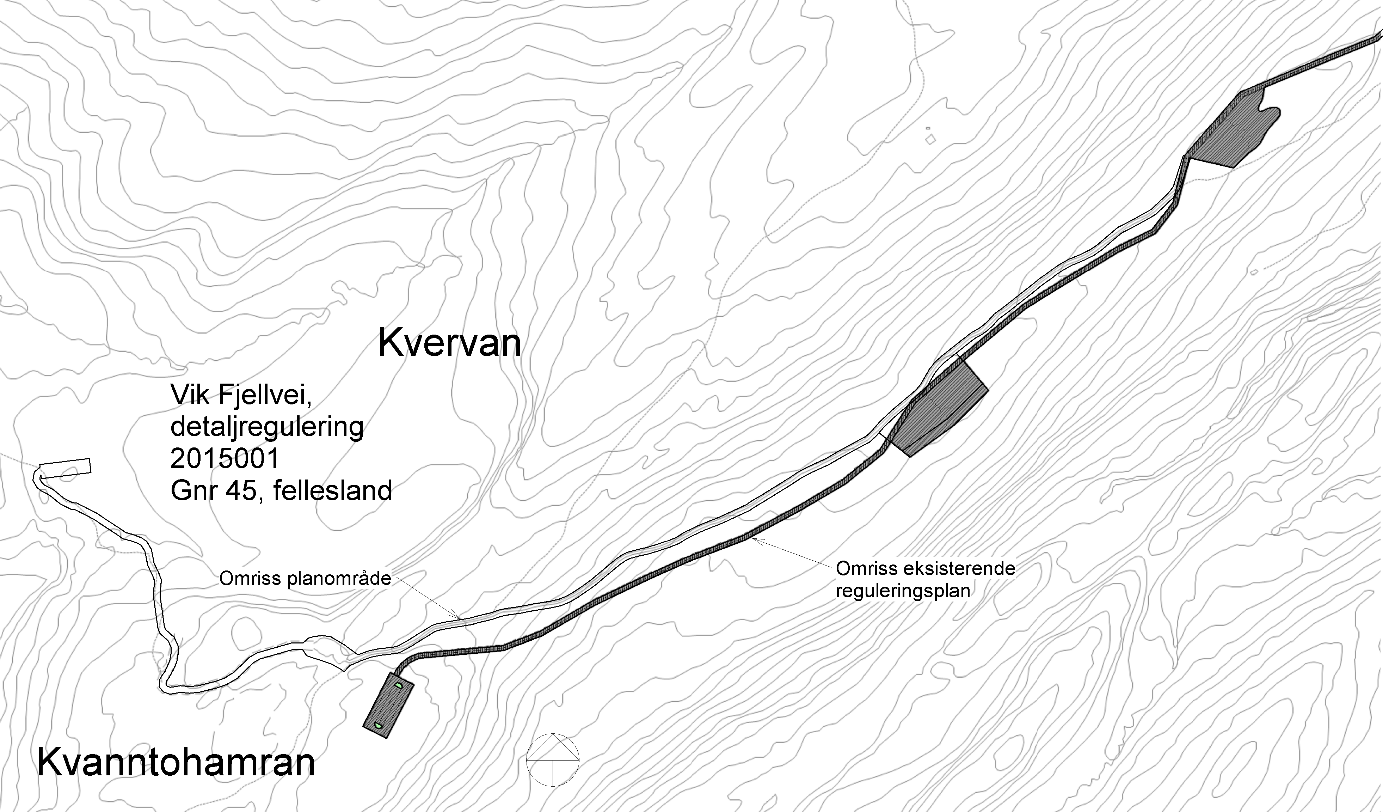 Kvervan
Vik Fjellvei,
detaljregulering
2015001
Gnr 45, fellesland
Omriss planområde
Omriss eksisterende
reguleringsplan
Kvanntohamran